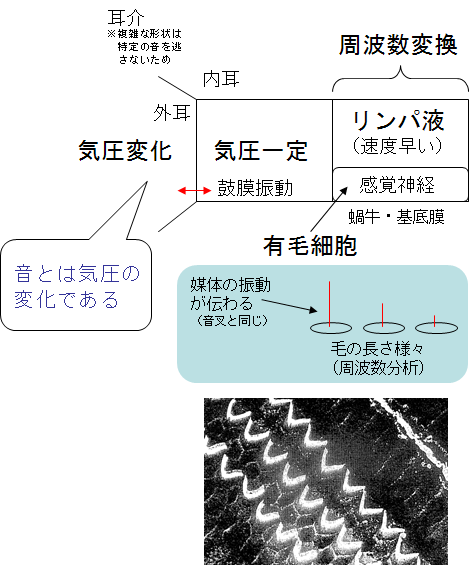 耳介
※複雑な形状は
特定の音を逃
さないため
周波数変換
内耳
外耳
リンパ液
(速度早い)
気圧変化
気圧一定
鼓膜振動
感覚神経
蝸牛・基底膜
有毛細胞
音とは気圧の
変化である
媒体の振動
が伝わる
(音叉と同じ)
毛の長さ様々
(周波数分析)